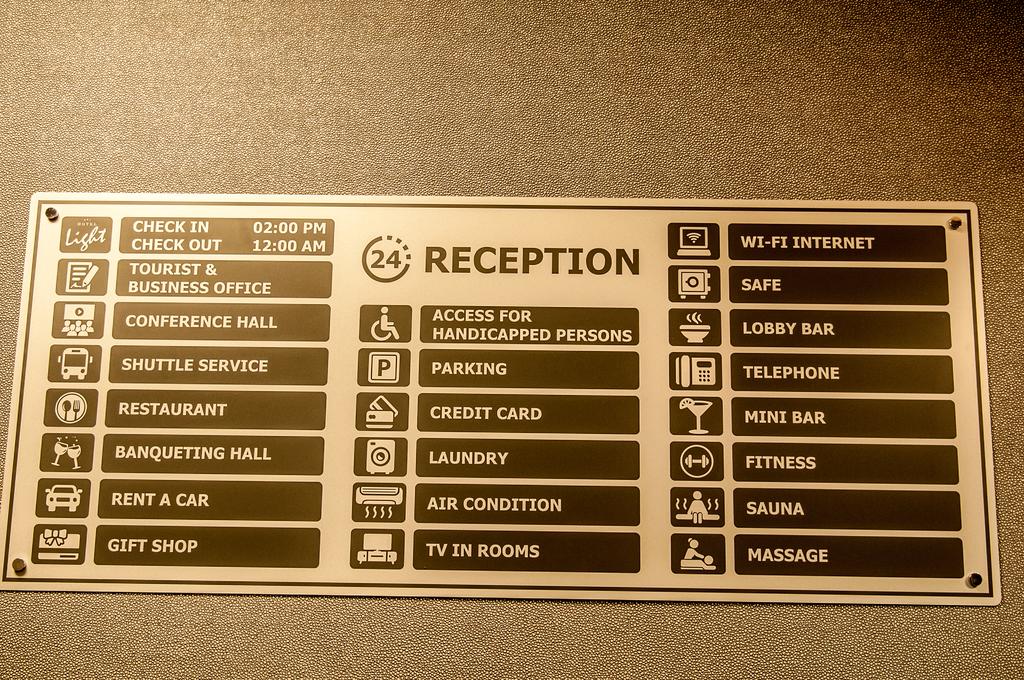 HOTEL
Light
CHECK IN 02:00 PM
CHECK OUT 12:00 AM
TOURIST &
BUSINESS OFFICE
CONFERENCE HALL
SHUTTLE SERVICE
RESTAURANT
BANQUETING HALL
RENT A CAR
GIFT SHOP
24 RECEPTION
ACCESS FOR
HANDICAPPED PERSONS
P PARKING
CREDIT CARD
LAUNDRY
AIR CONDITION
TV IN ROOMS
WI-FI INTERNET
SAFE
LOBBY BAR
TELEPHONE
MINI BAR
FITNESS
SAUNA
MASSAGE